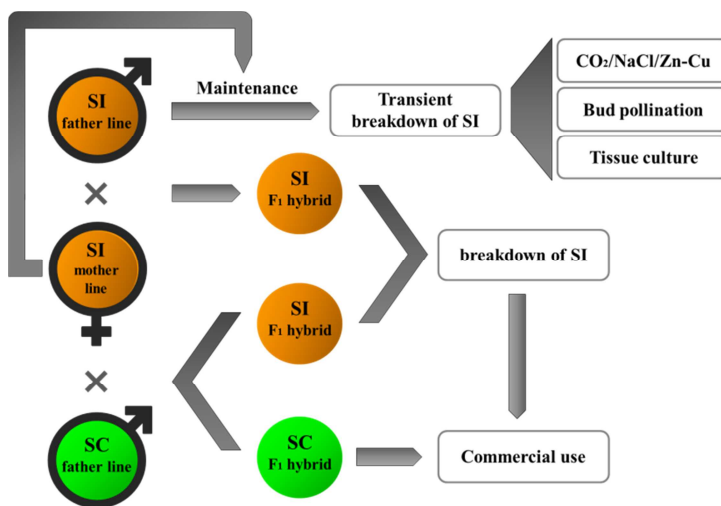 CO₂/NaCl/Zn-Cu
Maintenance
SI
father line
Transient
breakdown of SI
Bud pollination
Tissue culture
×
SI
F₁ hybrid
SI
mother
line
breakdown of SI
SI
F₁ hybrid
×
SC
father line
SC
F₁ hybrid
Commercial use